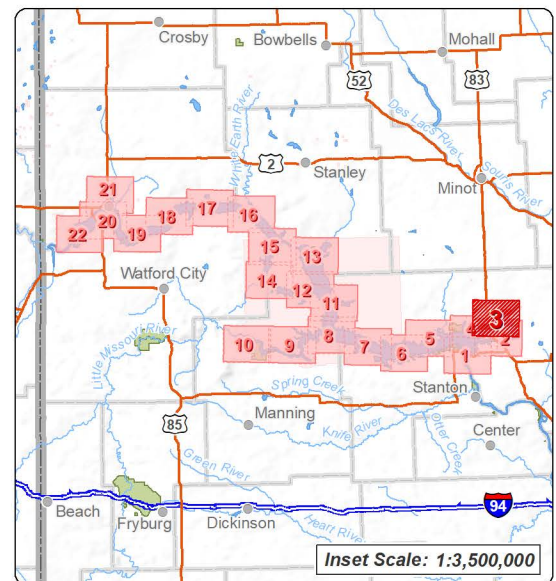 Crosby
Bowbells
Mohall
52
83
Des Lacs River
White Earth River
2
Stanley
Minot
Souris River
21
17
16
18
20
22
19
15
13
14
12
11
Watford City
3
4
2
5
1
8
7
6
9
10
Little Missouri River
Spring Creek
Stanton
Manning
Knife River
Otter Creek
Center
85
Green River
Beach
Fryburg
Dickinson
Heart River
94
Inset Scale: 1:3,500,000